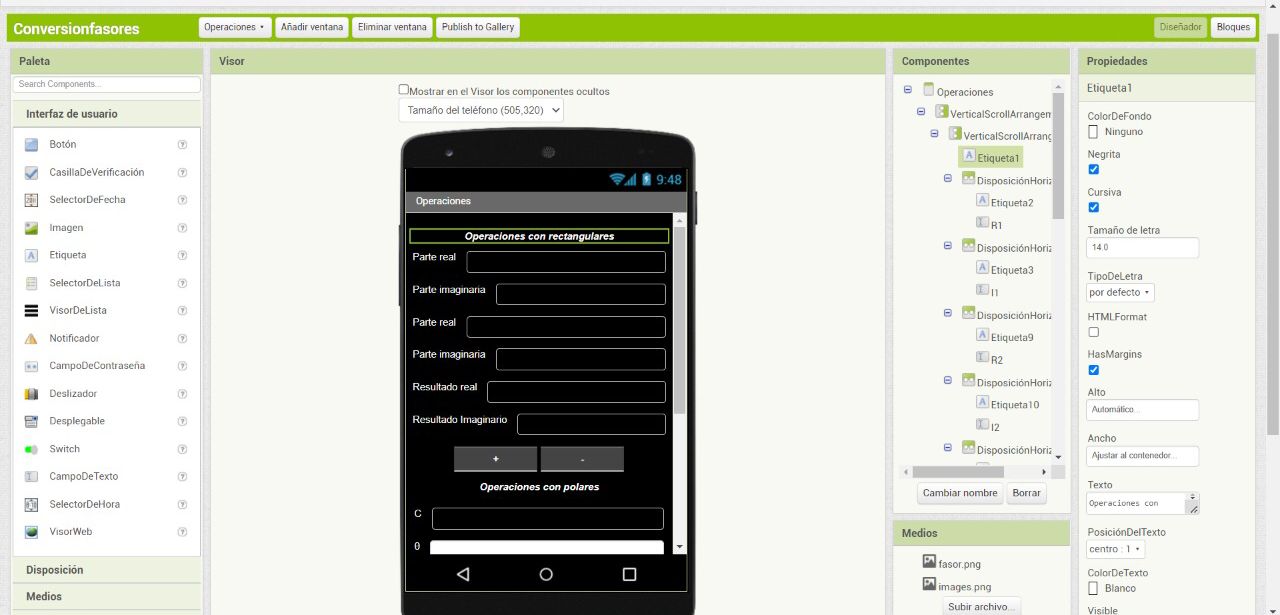 Conversionfasores
Operaciones
Añadir ventana
Eliminar ventana
Publish to Gallery
Diseñador
Bloques
Paleta
Search Components...
Interfaz de usuario
Botón
CasillaDeVerificación
SelectorDeFecha
Imagen
Etiqueta
SelectorDeLista
VisorDeLista
Notificador
CampoDeContraseña
Deslizador
Desplegable
Switch
CampoDeTexto
SelectorDeHora
VisorWeb
Disposición
Medios
Visor
Mostrar en el Visor los componentes ocultos
Tamaño del teléfono (505,320)
9:48
Operaciones
Operaciones con rectangulares
Parte real
Parte imaginaria
Parte real
Parte imaginaria
Resultado real
Resultado Imaginario
+
-
Operaciones con polares
C
θ
Componentes
Operaciones
VerticalScrollArrangem
VerticalScrollArrang
Etiqueta1
DisposiciónHoriz
Etiqueta2
R1
DisposiciónHoriz
Etiqueta3
I1
DisposiciónHoriz
Etiqueta9
R2
DisposiciónHoriz
Etiqueta10
I2
DisposiciónHoriz
Cambiar nombre
Borrar
Medios
fasor.png
images.png
Subir archivo...
Propiedades
Etiqueta1
ColorDeFondo
Ninguno
Negrita
Cursiva
Tamaño de letra
14.0
TipoDeLetra
por defecto
HTMLFormat
HasMargins
Alto
Automático...
Ancho
Ajustar al contenedor...
Texto
Operaciones con
PosiciónDelTexto
centro : 1
ColorDeTexto
Blanco
Visible